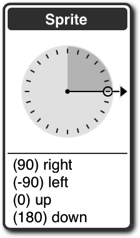 Sprite
(90) right
(-90) left
(0) up
(180) down